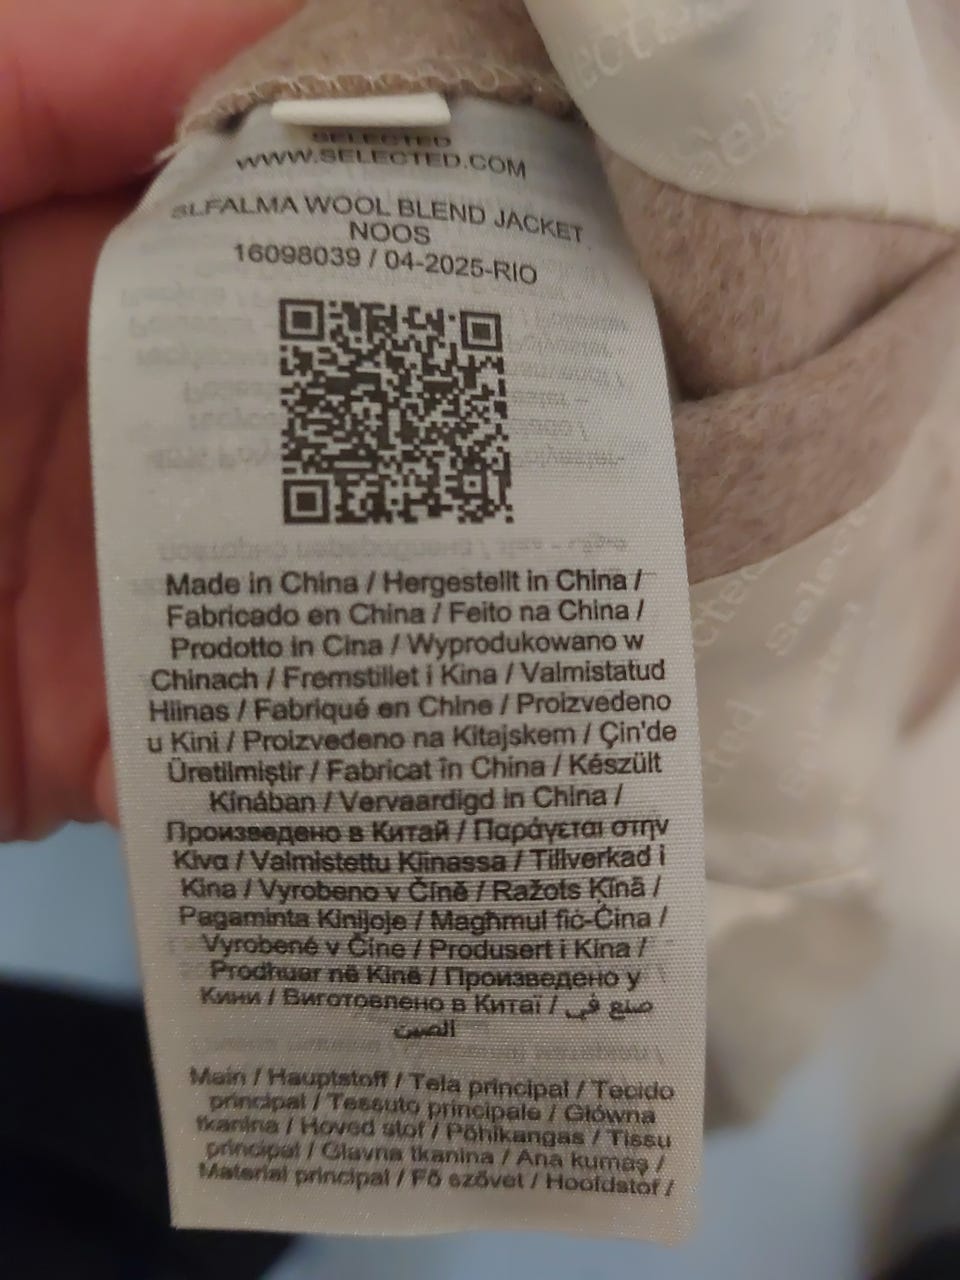 SELECTED
WWW.SELECTED.COM
SLFALMA WOOL BLEND JACKET
NOOS
16098039 / 04-2025-RIO
Made in China / Hergestellt in China /
Fabricado en China / Feito na China /
Prodotto in Cina / Wyprodukowano w
Chinach / Fremstillet i Kina / Valmistatud
Hiinas / Fabriqué en Chine / Proizvedeno
u Kini / Proizvedeno na Kitajskem / Çin'de
Üretilmiştir / Fabricat în China / Készült
Kínában / Vervaardigd in China /
Произведено в Китай / Παράγεται στην
Κίνα / Valmistettu Kiinassa / Tillverkad i
Kina / Vyrobeno v Číně / Ražots Ķīnā /
Pagaminta Kinijoje / Magħmul fiċ-Ċina /
Vyrobené v Číne / Produsert i Kina /
Prodhuar në Kinë / Произведено у
Кини / Виготовлено в Китаї / صنع في
الصين
Main / Hauptstoff / Tela principal / Tecido
principal / Tessuto principale / Główna
tkanina / Hoved stof / Põhikangas / Tissu
principal / Glavna tkanina / Ana kumaş /
Material principal / Fő szövet / Hoofdstof /
Selected
Selec